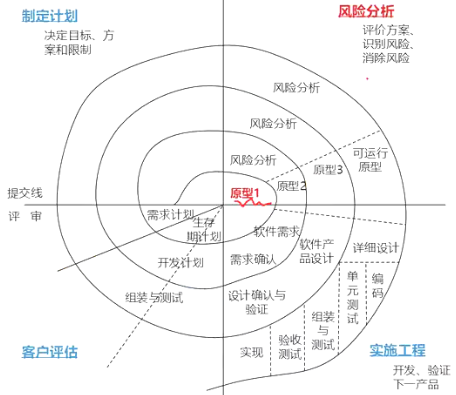 制定计划
决定目标、方
案和限制
风险分析
评价方案、
识别风险、
消除风险
风险分析
风险分析
风险分析
可运行
原型
原型3
原型2
原型1
提交线
评 审
需求计划
生存
期计划
软件需求
开发计划
需求确认
软件产
品设计
详细设计
组装与测试
设计确认与
验证
单
元
测
试
编
码
组装
与
测试
验收
测试
实现
客户评估
实施工程
开发、验证
下一产品